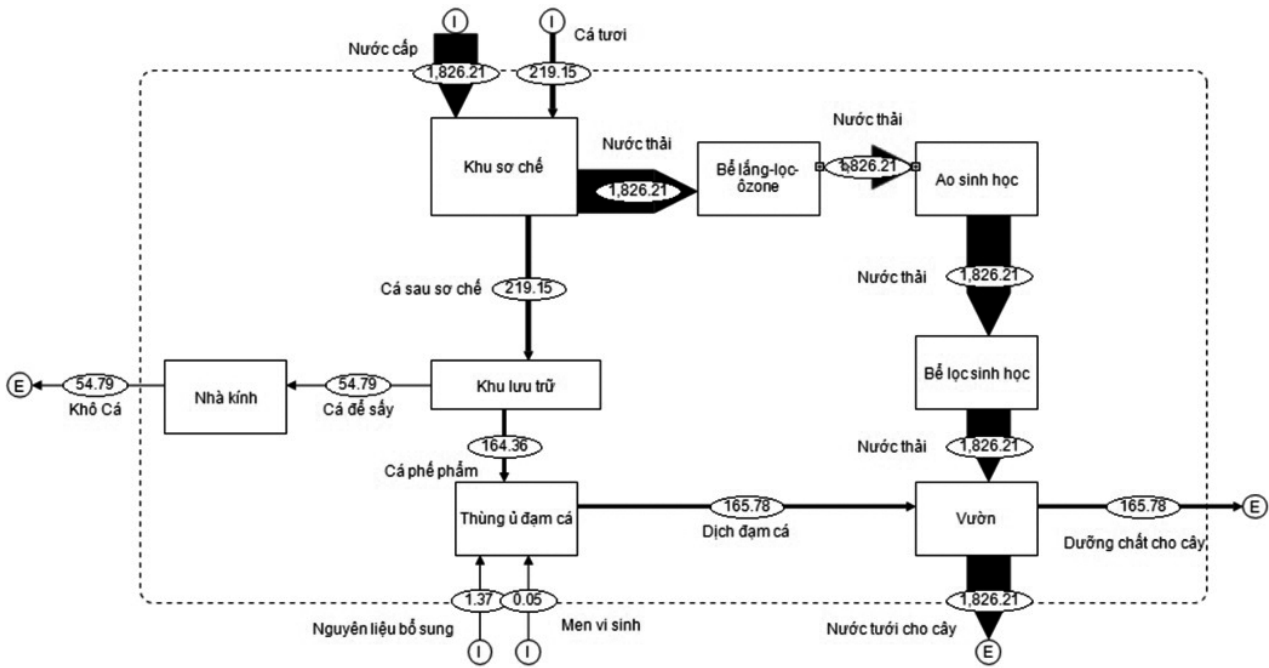 I
I
Nước cấp
Cá tươi
1,826.21
219.15
Khu sơ chế
Nước thải
1,826.21
Bể lắng-lọc-
ôzone
Nước thải
1,826.21
Ao sinh học
Cá sau sơ chế
219.15
Nước thải
1,826.21
E
54.79
Khô Cá
Nhà kính
54.79
Cá để sấy
Khu lưu trữ
Bể lọc sinh học
164.36
Cá phế phẩm
Nước thải
1,826.21
Thùng ủ đạm cá
165.78
Dịch đạm cá
Vườn
165.78
E
Dưỡng chất cho cây
1.37
0.05
Nguyên liệu bổ sung
Men vi sinh
I
I
1,826.21
Nước tưới cho cây
E